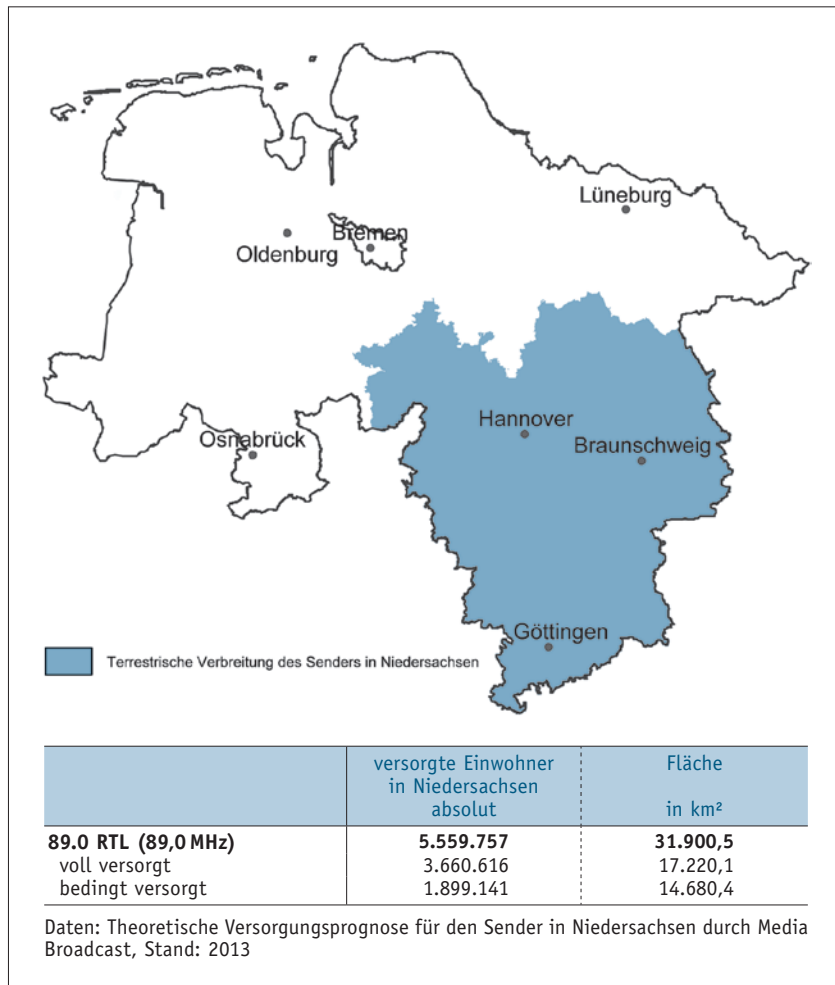 Lüneburg
Bremen
Oldenburg
Hannover
Osnabrück
Braunschweig
Göttingen
Terrestrische Verbreitung des Senders in Niedersachsen
versorgte Einwohner in Niedersachsen absolut
Fläche in km²
89.0 RTL (89,0 MHz) 5.559.757 31.900,5
voll versorgt 3.660.616 17.220,1
bedingt versorgt 1.899.141 14.680,4
Daten: Theoretische Versorgungsprognose für den Sender in Niedersachsen durch Media
Broadcast, Stand: 2013